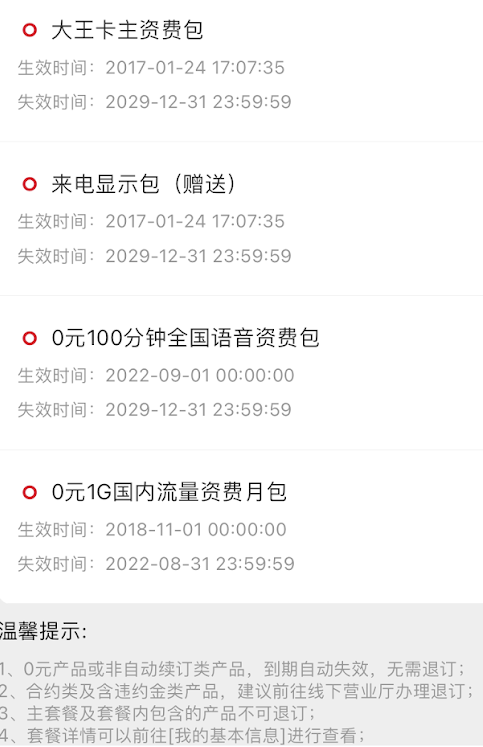 大王卡主资费包
生效时间：2017-01-24 17:07:35
失效时间：2029-12-31 23:59:59
来电显示包（赠送）
生效时间：2017-01-24 17:07:35
失效时间：2029-12-31 23:59:59
0元100分钟全国语音资费包
生效时间：2022-09-01 00:00:00
失效时间：2029-12-31 23:59:59
0元1G国内流量资费月包
生效时间：2018-11-01 00:00:00
失效时间：2022-08-31 23:59:59
温馨提示:
1、0元产品或非自动续订类产品，到期自动失效，无需退订；
2、合约类及含违约金类产品，建议前往线下营业厅办理退订；
3、主套餐及套餐内包含的产品不可退订；
4、套餐详情可以前往[我的基本信息]进行查看；